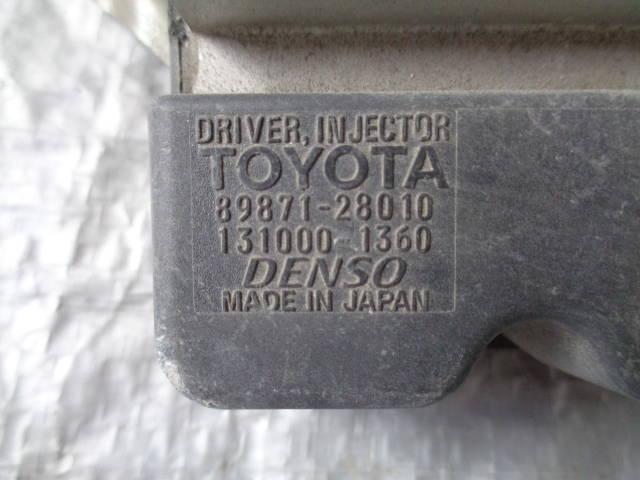 DRIVER, INJECTOR
TOYOTA
89871-28010
131000-1360
DENSO
MADE IN JAPAN